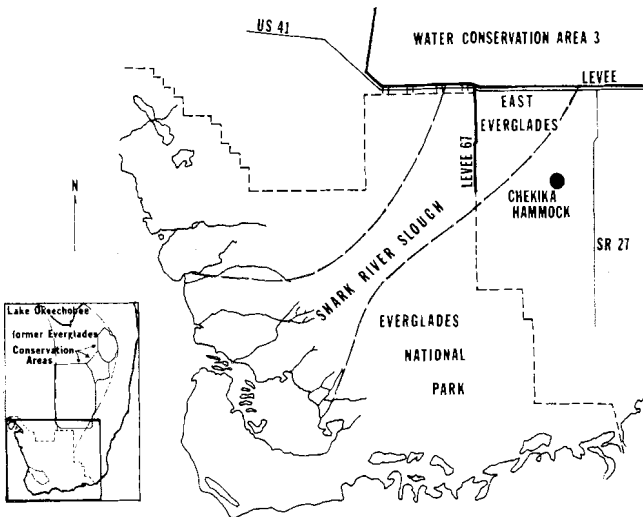 US 41
WATER CONSERVATION AREA 3
LEVEE
EAST
EVERGLADES
LEVEE 67
N
CHEKIKA
HAMMOCK
SR 27
SHARK RIVER SLOUGH
EVERGLADES
NATIONAL
PARK
Lake Okeechobee
former Everglades
Conservation
Areas